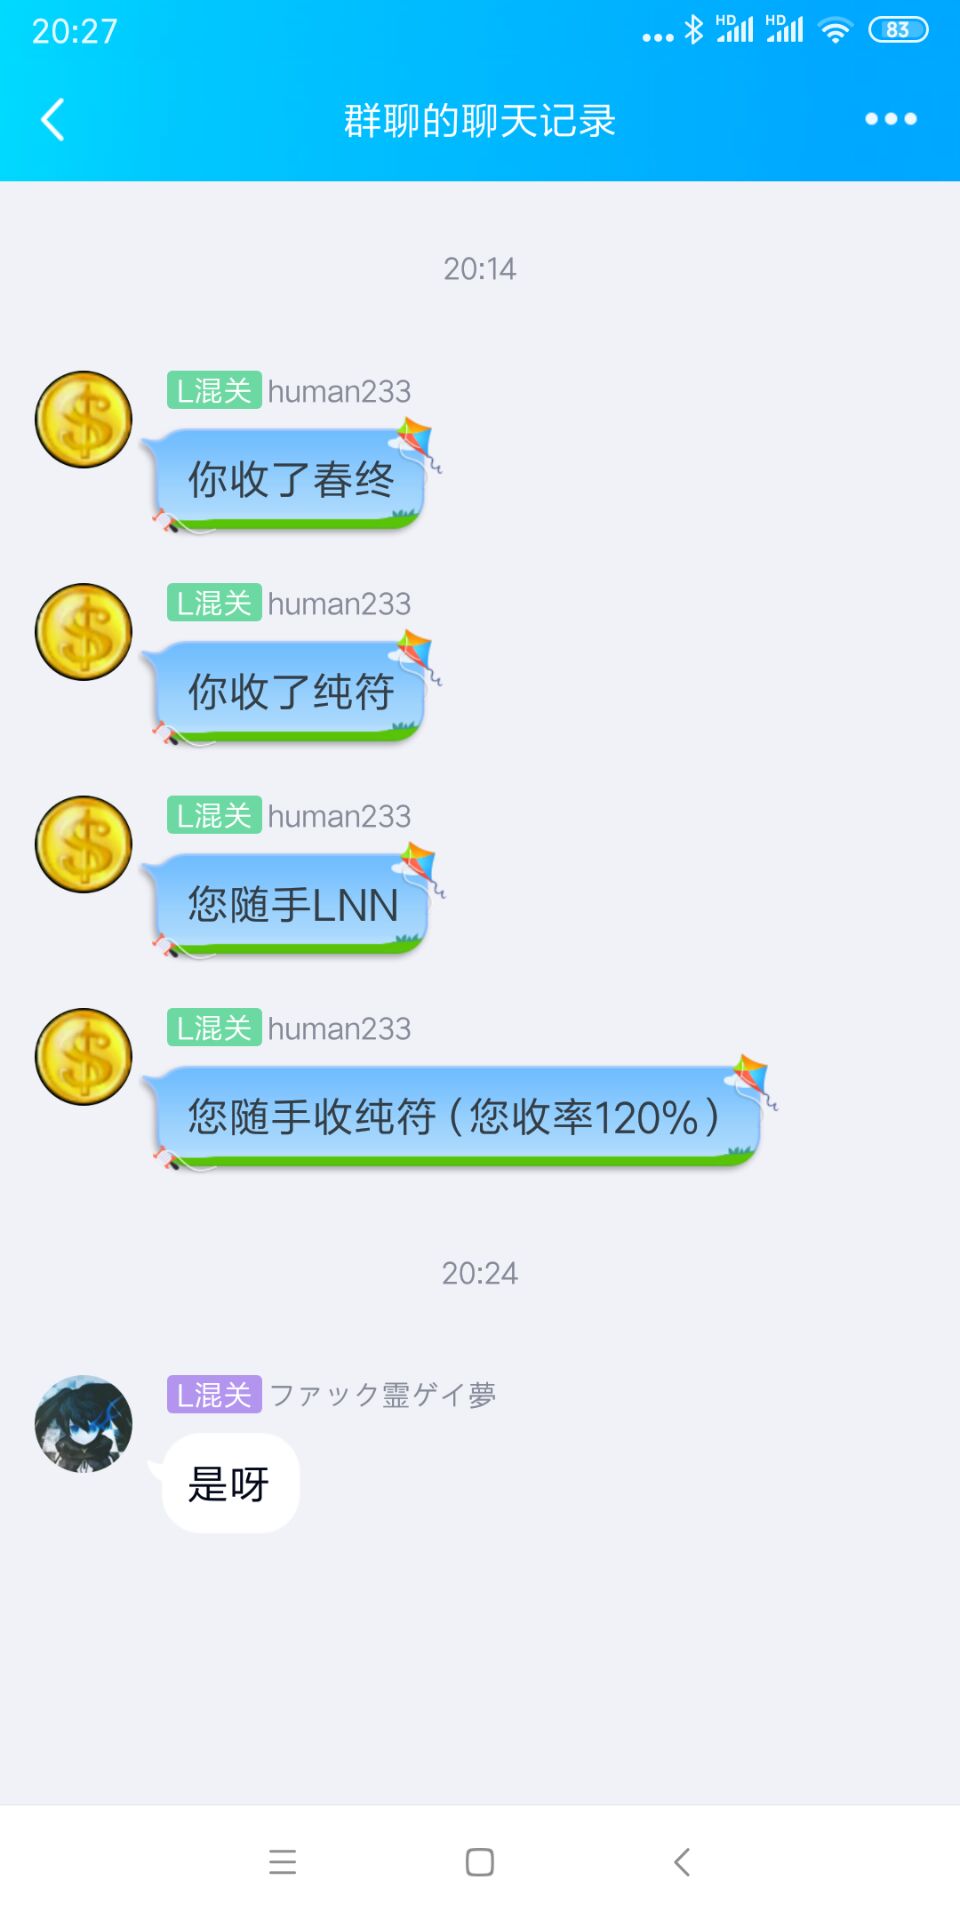 20:27
HD HD 83
群聊的聊天记录
20:14
L混关 human233
你收了春终
L混关 human233
你收了纯符
L混关 human233
您随手LNN
L混关 human233
您随手收纯符（您收率120%）
20:24
L混关 ファック霊ゲイ夢
是呀